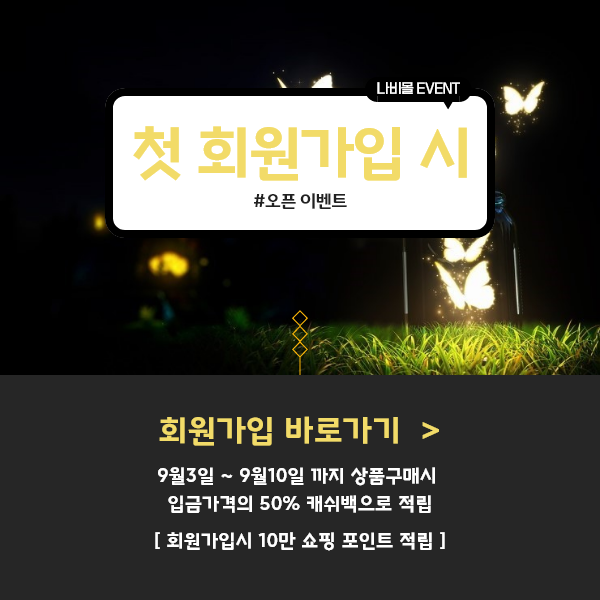 나비몰 EVENT
첫 회원가입 시
#오픈 이벤트
회원가입 바로가기 >
9월3일 ~ 9월10일 까지 상품구매시
입금가격의 50% 캐쉬백으로 적립
[ 회원가입시 10만 쇼핑 포인트 적립 ]